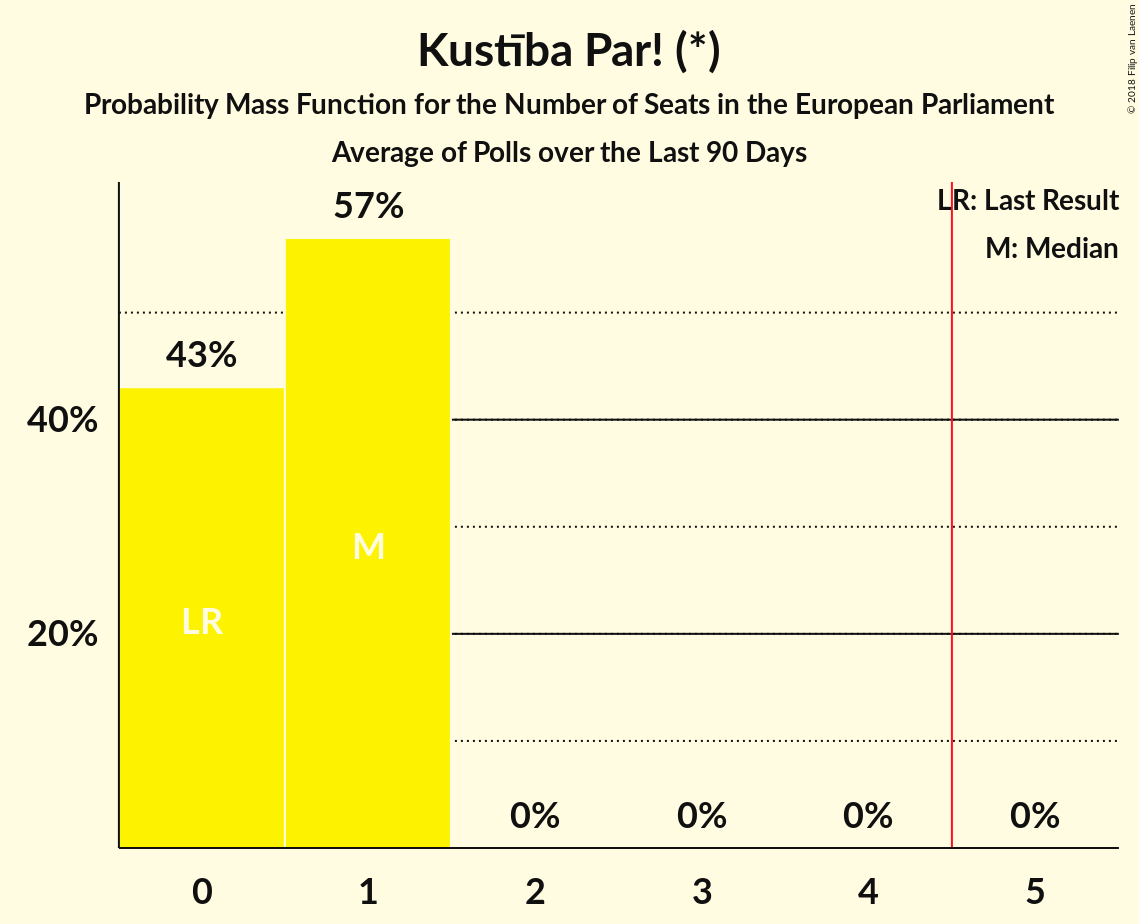 Kustība Par! (*)
Probability Mass Function for the Number of Seats in the European Parliament
Average of Polls over the Last 90 Days
© 2018 Filip van Laenen
LR: Last Result
M: Median
57%
43%
40%
20%
M
LR
0% 0% 0% 0%
0 1 2 3 4 5